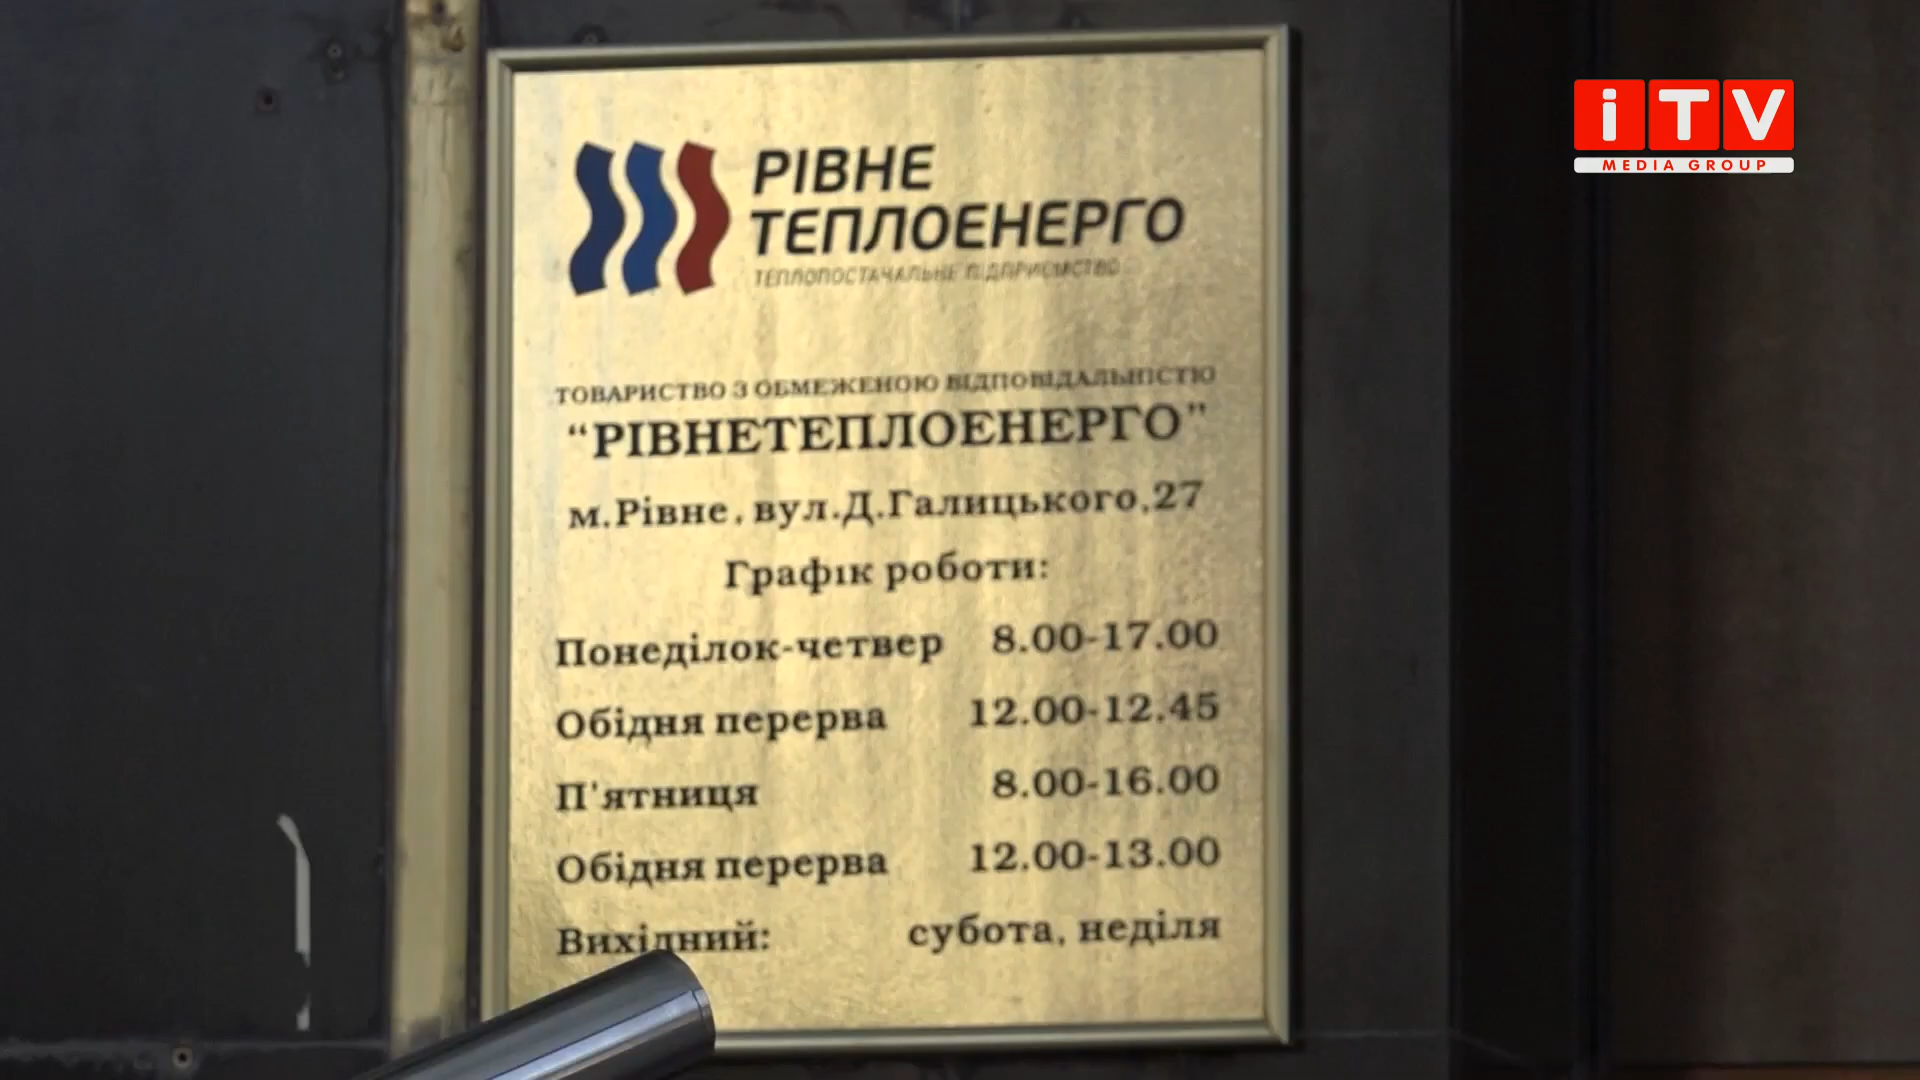 РІВНЕ
ТЕПЛОЕНЕРГО
ТЕПЛОПОСТАЧАЛЬНЕ ПІДПРИЄМСТВО
ТОВАРИСТВО З ОБМЕЖЕНОЮ ВІДПОВІДАЛЬНІСТЮ
“РІВНЕТЕПЛОЕНЕРГО”
м.Рівне, вул.Д.Галицького,27
Графік роботи:
Понеділок-четвер 8.00-17.00
Обідня перерва 12.00-12.45
П'ятниця 8.00-16.00
Обідня перерва 12.00-13.00
Вихідний: субота, неділя
iTV
MEDIA GROUP